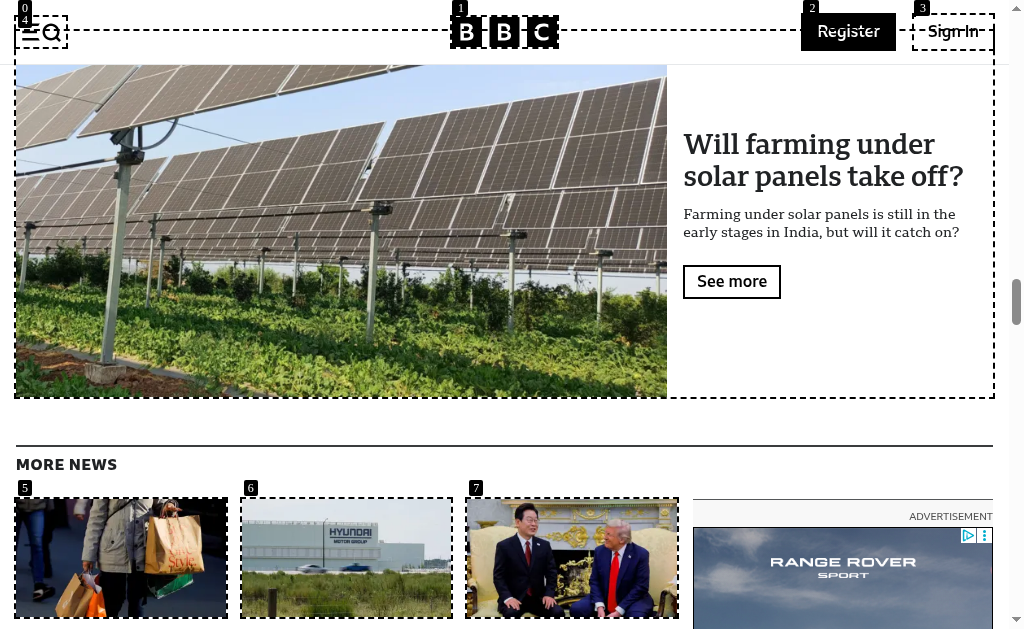 0
4
1
BBC
2
Register
3
Sign In
Will farming under
solar panels take off?
Farming under solar panels is still in the
early stages in India, but will it catch on?
See more
MORE NEWS
5
6
7
Style
HYUNDAI
MOTOR GROUP
ADVERTISEMENT
RANGE ROVER
SPORT